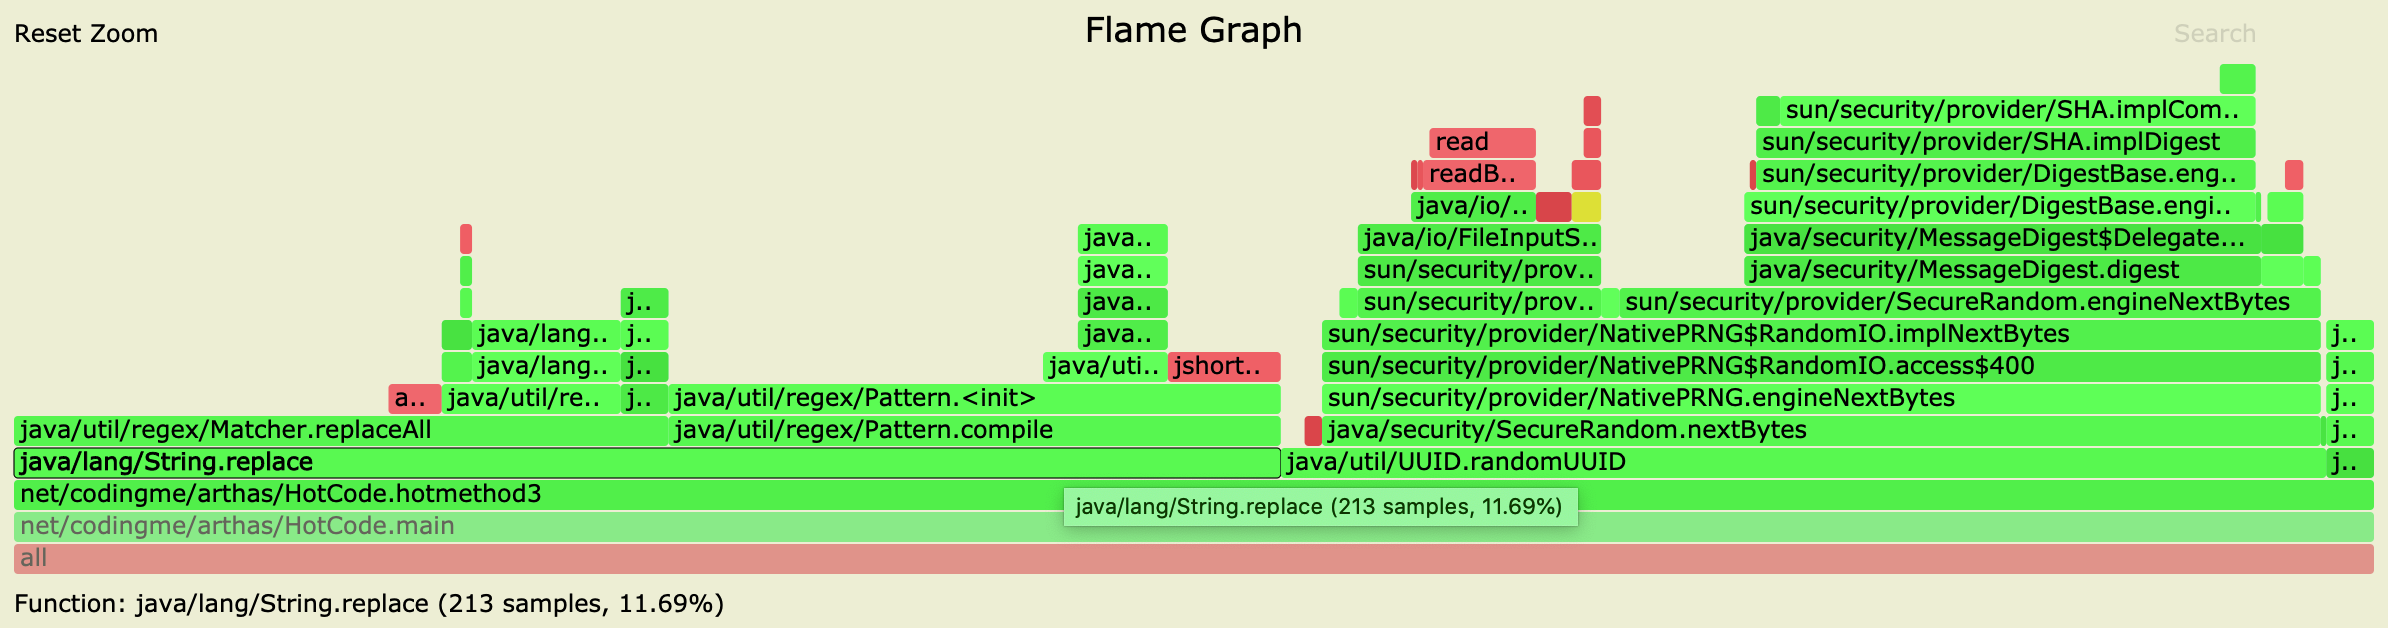 Reset Zoom
Flame Graph
Search
sun/security/provider/SHA.implCom..
read
sun/security/provider/SHA.implDigest
readB..
sun/security/provider/DigestBase.eng..
java/io/..
sun/security/provider/DigestBase.engi..
java..
java/io/FileInputS..
java/security/MessageDigest$Delegate...
java..
sun/security/prov..
java/security/MessageDigest.digest
j..
java..
sun/security/prov..
sun/security/provider/SecureRandom.engineNextBytes
java/lang..
j..
java..
sun/security/provider/NativePRNG$RandomIO.implNextBytes
j..
java/lang..
j..
java/uti..
jshort..
sun/security/provider/NativePRNG$RandomIO.access$400
j..
a..
java/util/re..
j..
java/util/regex/Pattern.<init>
sun/security/provider/NativePRNG.engineNextBytes
j..
java/util/regex/Matcher.replaceAll
java/util/regex/Pattern.compile
java/security/SecureRandom.nextBytes
j..
java/lang/String.replace
java/util/UUID.randomUUID
j..
net/codingme/arthas/HotCode.hotmethod3
java/lang/String.replace (213 samples, 11.69%)
net/codingme/arthas/HotCode.main
all
Function: java/lang/String.replace (213 samples, 11.69%)